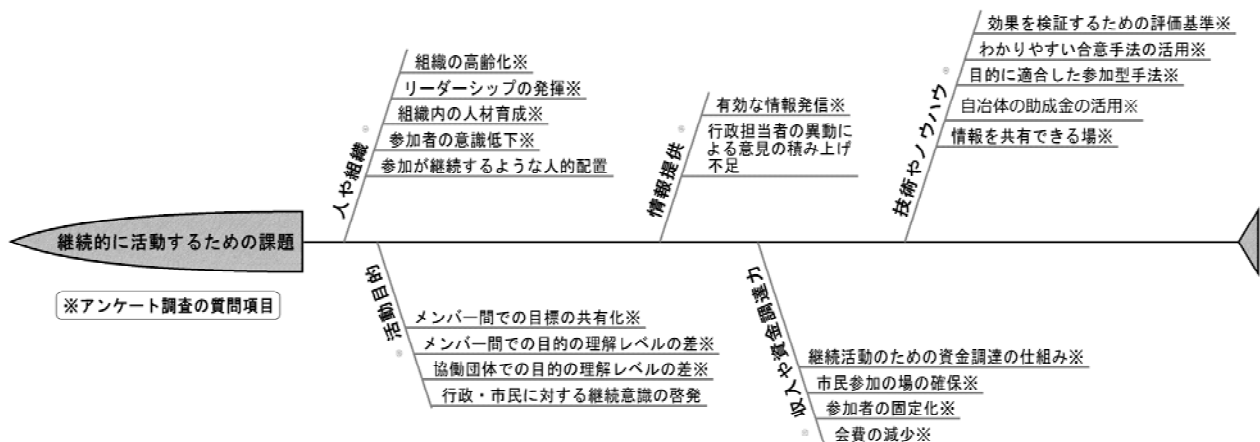 効果を検証するための評価基準※
わかりやすい合意手法の活用※
目的に適合した参加型手法※
自治体の助成金の活用※
情報を共有できる場※
技術やノウハウ※
組織の高齢化※
リーダーシップの発揮※
組織内の人材育成※
参加者の意識低下※
参加が継続するような人的配置
人や組織※
有効な情報発信※
行政担当者の異動に
よる意見の積み上げ
不足
情報提供※
継続的に活動するための課題
※アンケート調査の質問項目
活動目的※
メンバー間での目標の共有化※
メンバー間での目的の理解レベルの差※
協働団体での目的の理解レベルの差※
行政・市民に対する継続意識の啓発
収入や資金調達力※
継続活動のための資金調達の仕組み※
市民参加の場の確保※
参加者の固定化※
会費の減少※